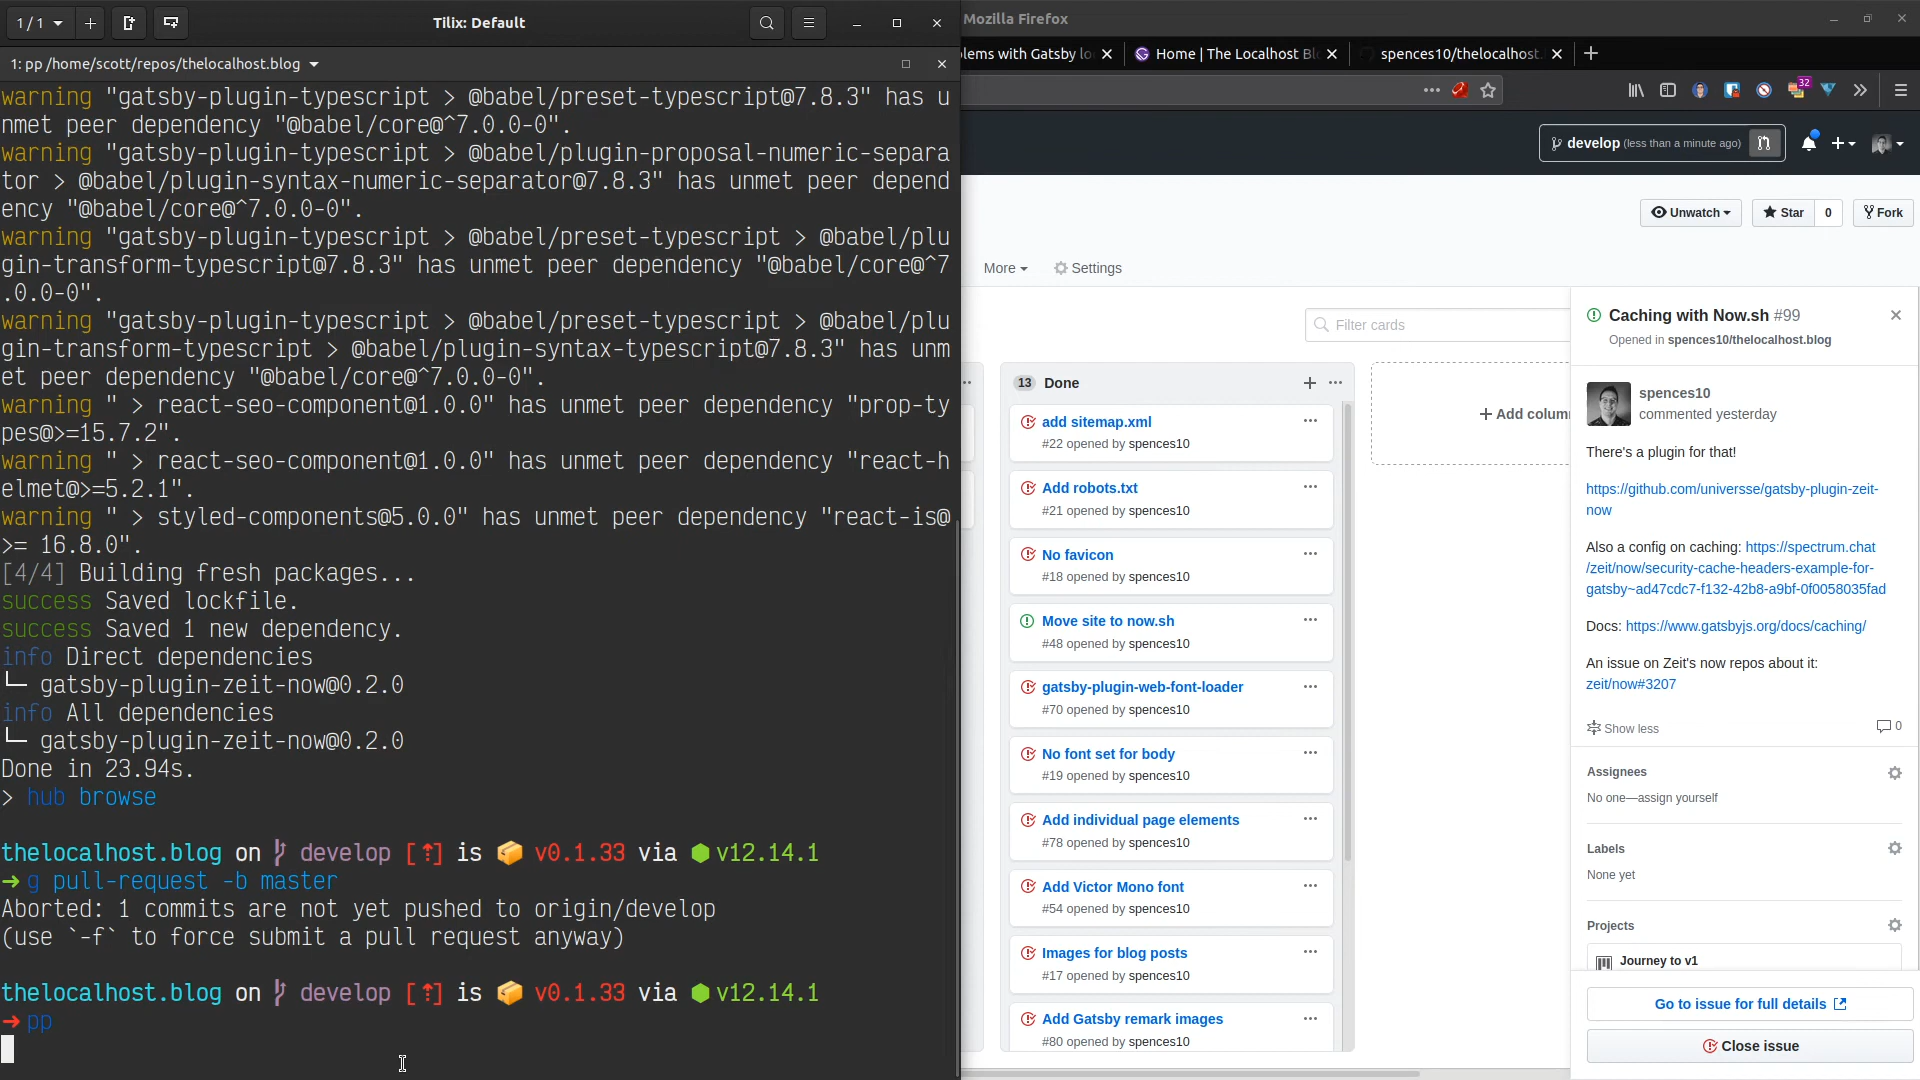 1 / 1
Tilix: Default
1: pp /home/scott/repos/thelocalhost.blog
warning "gatsby-plugin-typescript > @babel/preset-typescript@7.8.3" has u
nmet peer dependency "@babel/core@^7.0.0-0".
warning "gatsby-plugin-typescript > @babel/plugin-proposal-numeric-separa
tor > @babel/plugin-syntax-numeric-separator@7.8.3" has unmet peer depend
ency "@babel/core@^7.0.0-0".
warning "gatsby-plugin-typescript > @babel/preset-typescript > @babel/plu
gin-transform-typescript@7.8.3" has unmet peer dependency "@babel/core@^7
.0.0-0".
warning "gatsby-plugin-typescript > @babel/preset-typescript > @babel/plu
gin-transform-typescript > @babel/plugin-syntax-typescript@7.8.3" has unm
et peer dependency "@babel/core@^7.0.0-0".
warning " > react-seo-component@1.0.0" has unmet peer dependency "prop-ty
pes@>=15.7.2".
warning " > react-seo-component@1.0.0" has unmet peer dependency "react-h
elmet@>=5.2.1".
warning " > styled-components@5.0.0" has unmet peer dependency "react-is@
>= 16.8.0".
[4/4] Building fresh packages...
success Saved lockfile.
success Saved 1 new dependency.
info Direct dependencies
└─ gatsby-plugin-zeit-now@0.2.0
info All dependencies
└─ gatsby-plugin-zeit-now@0.2.0
Done in 23.94s.
> hub browse
thelocalhost.blog on develop [⇡] is 📦 v0.1.33 via ⬢ v12.14.1
➜ g pull-request -b master
Aborted: 1 commits are not yet pushed to origin/develop
(use `-f` to force submit a pull request anyway)
thelocalhost.blog on develop [⇡] is 📦 v0.1.33 via ⬢ v12.14.1
➜ pp
Mozilla Firefox
lems with Gatsby lo
Home | The Localhost Bl
spences10/thelocalhost.
32
develop (less than a minute ago)
Unwatch
Star 0
Fork
More
Settings
Filter cards
13 Done
add sitemap.xml
#22 opened by spences10
Add robots.txt
#21 opened by spences10
No favicon
#18 opened by spences10
Move site to now.sh
#48 opened by spences10
gatsby-plugin-web-font-loader
#70 opened by spences10
No font set for body
#19 opened by spences10
Add individual page elements
#78 opened by spences10
Add Victor Mono font
#54 opened by spences10
Images for blog posts
#17 opened by spences10
Add Gatsby remark images
#80 opened by spences10
+ Add colum
Caching with Now.sh #99
Opened in spences10/thelocalhost.blog
spences10
commented yesterday
There's a plugin for that!
https://github.com/universse/gatsby-plugin-zeit-
now
Also a config on caching: https://spectrum.chat
/zeit/now/security-cache-headers-example-for-
gatsby~ad47cdc7-f132-42b8-a9bf-0f0058035fad
Docs: https://www.gatsbyjs.org/docs/caching/
An issue on Zeit's now repos about it:
zeit/now#3207
Show less
0
Assignees
No one—assign yourself
Labels
None yet
Projects
Journey to v1
Go to issue for full details
Close issue